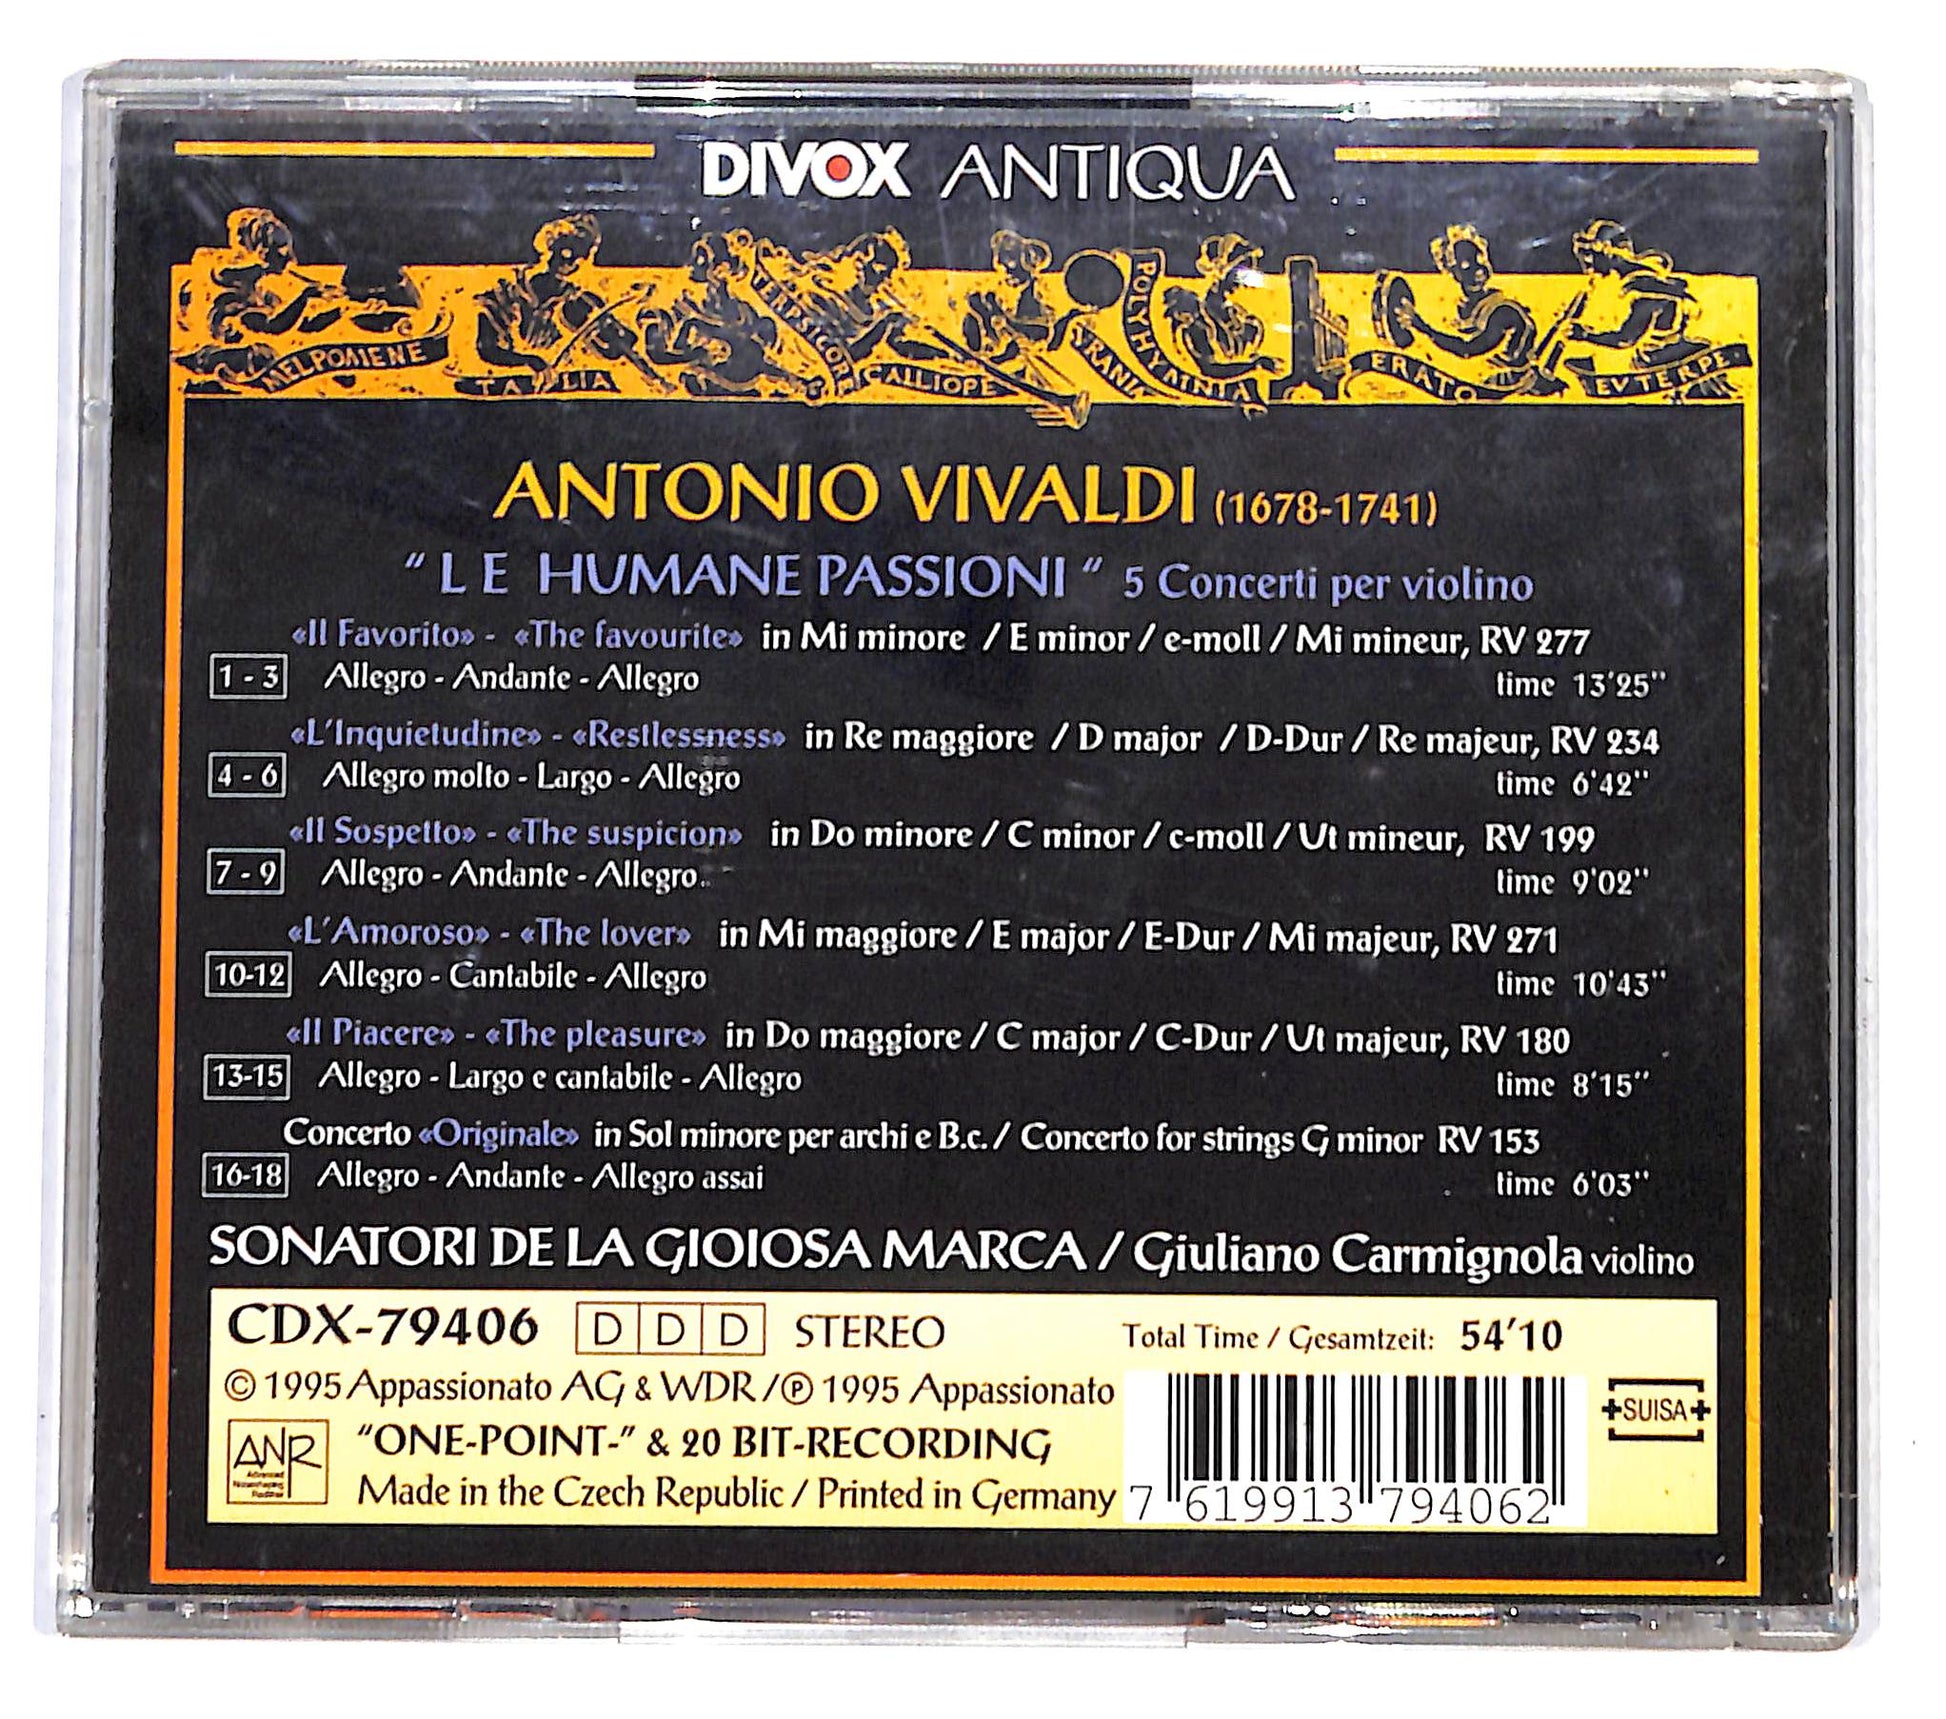 DIVOX ANTIQUA
MELPOMENE
TALIA
TERPSICORE
CALLIOPE
VRANIA
POLYHYMNIA
ERATO
EVTERPE
ANTONIO VIVALDI (1678-1741)
"LE HUMANE PASSIONI" 5 Concerti per violino
«Il Favorito» - «The favourite» in Mi minore / E minor / e-moll / Mi mineur, RV 277
1 - 3 Allegro - Andante - Allegro time 13'25"
«L'Inquietudine» - «Restlessness» in Re maggiore / D major / D-Dur / Re majeur, RV 234
4 - 6 Allegro molto - Largo - Allegro time 6'42"
«Il Sospetto» - «The suspicion» in Do minore / C minor / c-moll / Ut mineur, RV 199
7 - 9 Allegro - Andante - Allegro time 9'02"
«L'Amoroso» - «The lover» in Mi maggiore / E major / E-Dur / Mi majeur, RV 271
10-12 Allegro - Cantabile - Allegro time 10'43"
«Il Piacere» - «The pleasure» in Do maggiore / C major / C-Dur / Ut majeur, RV 180
13-15 Allegro - Largo e cantabile - Allegro time 8'15"
Concerto «Originale» in Sol minore per archi e B.c. / Concerto for strings G minor RV 153
16-18 Allegro - Andante - Allegro assai time 6'03"
SONATORI DE LA GIOIOSA MARCA / Giuliano Carmignola violino
CDX-79406 DDD STEREO Total Time / Gesamtzeit: 54'10
© 1995 Appassionato AG & WDR / ℗ 1995 Appassionato
SUISA
ANR "ONE-POINT-" & 20 BIT-RECORDING
Made in the Czech Republic / Printed in Germany
7 619913 794062